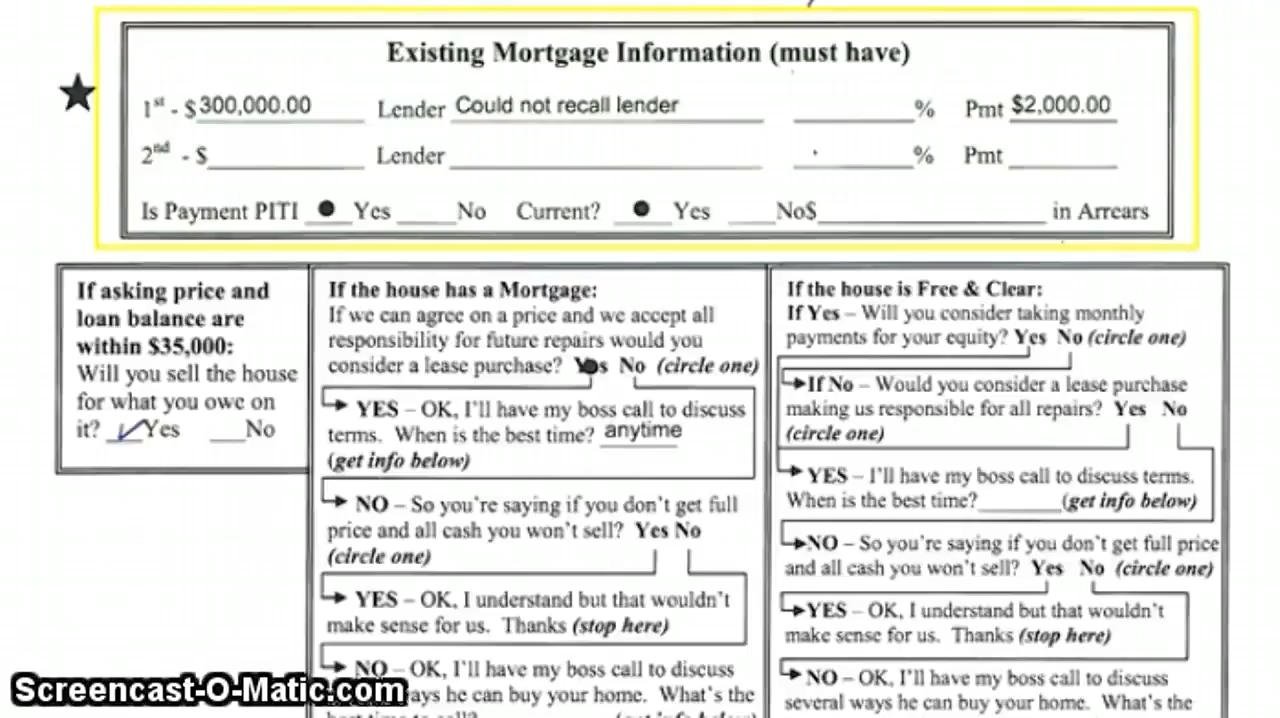 Existing Mortgage Information (must have)
1st - $300,000.00 Lender Could not recall lender % Pmt $2,000.00
2nd - $ Lender % Pmt
Is Payment PITI Yes No Current? Yes No$ in Arrears
If asking price and
loan balance are
within $35,000:
Will you sell the house
for what you owe on
it? Yes No
If the house has a Mortgage:
If we can agree on a price and we accept all
responsibility for future repairs would you
consider a lease purchase? Yes No (circle one)
YES – OK, I'll have my boss call to discuss
terms. When is the best time? anytime
(get info below)
NO – So you're saying if you don't get full
price and all cash you won't sell? Yes No
(circle one)
YES – OK, I understand but that wouldn't
make sense for us. Thanks (stop here)
NO – OK, I'll have my boss call to discuss
ways he can buy your home. What's the
If the house is Free & Clear:
If Yes – Will you consider taking monthly
payments for your equity? Yes No (circle one)
If No – Would you consider a lease purchase
making us responsible for all repairs? Yes No
(circle one)
YES – I'll have my boss call to discuss terms.
When is the best time? (get info below)
NO – So you're saying if you don't get full price
and all cash you won't sell? Yes No (circle one)
YES – OK, I understand but that wouldn't
make sense for us. Thanks (stop here)
NO – OK, I'll have my boss call to discuss
several ways he can buy your home. What's the
Screencast-O-Matic.com